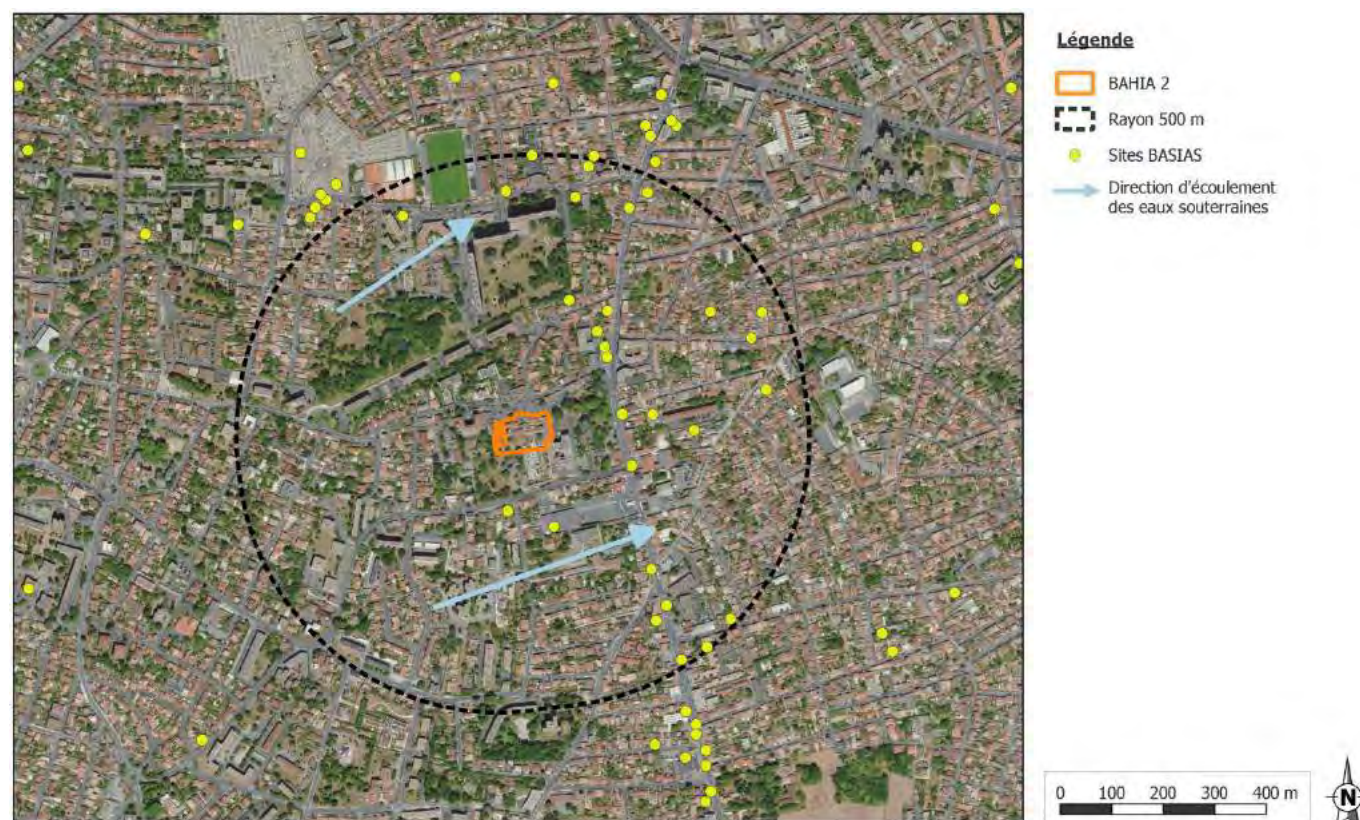 Légende
BAHIA 2
Rayon 500 m
Sites BASIAS
Direction d'écoulement
des eaux souterraines
0 100 200 300 400 m
N